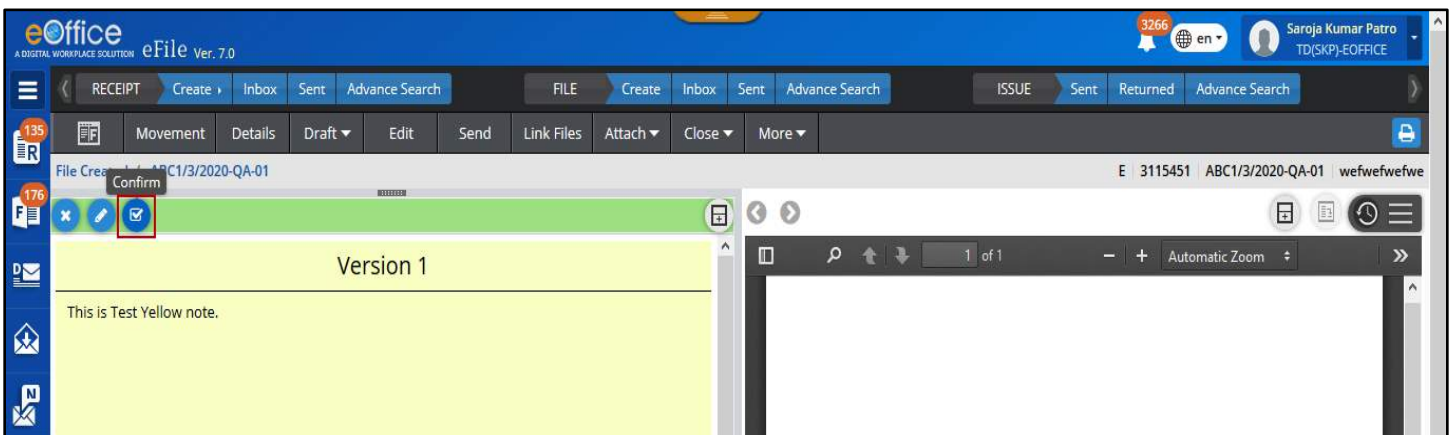 eOffice
A DIGITAL WORKPLACE SOLUTION eFile Ver. 7.0
3266 en Saroja Kumar Patro
TD(SKP)-EOFFICE
RECEIPT Create Inbox Sent Advance Search FILE Create Inbox Sent Advance Search ISSUE Sent Returned Advance Search
135 R
F Movement Details Draft Edit Send Link Files Attach Close More
File Crea ABC1/3/2020-QA-01 E 3115451 ABC1/3/2020-QA-01 wefwefwefwe
Confirm
176 F
1 of 1 Automatic Zoom
Version 1
D
This is Test Yellow note.
N